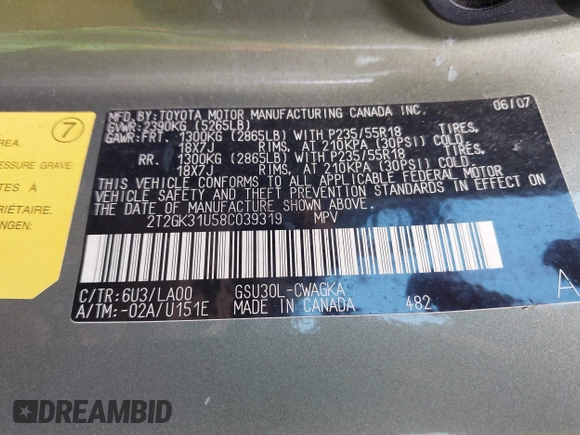 7
REA.
ESSURE GRAVE:
TES À
RIÉTAIRE.
NGEN:
MFD. BY: TOYOTA MOTOR MANUFACTURING CANADA INC. 06/07
GVWR: 2390KG (5265LB)
GAWR: FRT. 1300KG (2865LB) WITH P235/55R18 TIRES,
18X7J RIMS, AT 210KPA (30PSI) COLD.
RR. 1300KG (2865LB) WITH P235/55R18 TIRES,
18X7J RIMS, AT 210KPA (30PSI) COLD.
THIS VEHICLE CONFORMS TO ALL APPLICABLE FEDERAL MOTOR
VEHICLE SAFETY AND BUMPER STANDARDS IN EFFECT ON
THE DATE OF MANUFACTURE SHOWN ABOVE.
2T2GK31U58C039319 MPV
C/TR: 6U3/LA00 GSU30L-CWAGKA A
A/TM: -02A/U151E MADE IN CANADA 482
DREAMBID